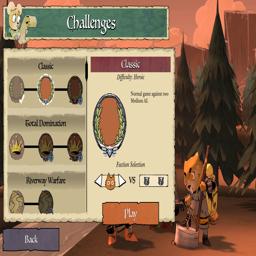 Challenges
Classic
Total Domination
Riverway Warfare
Classic
Difficulty: Heroic
Normal game against two
Medium AI.
Faction Selection
VS
Play
Back